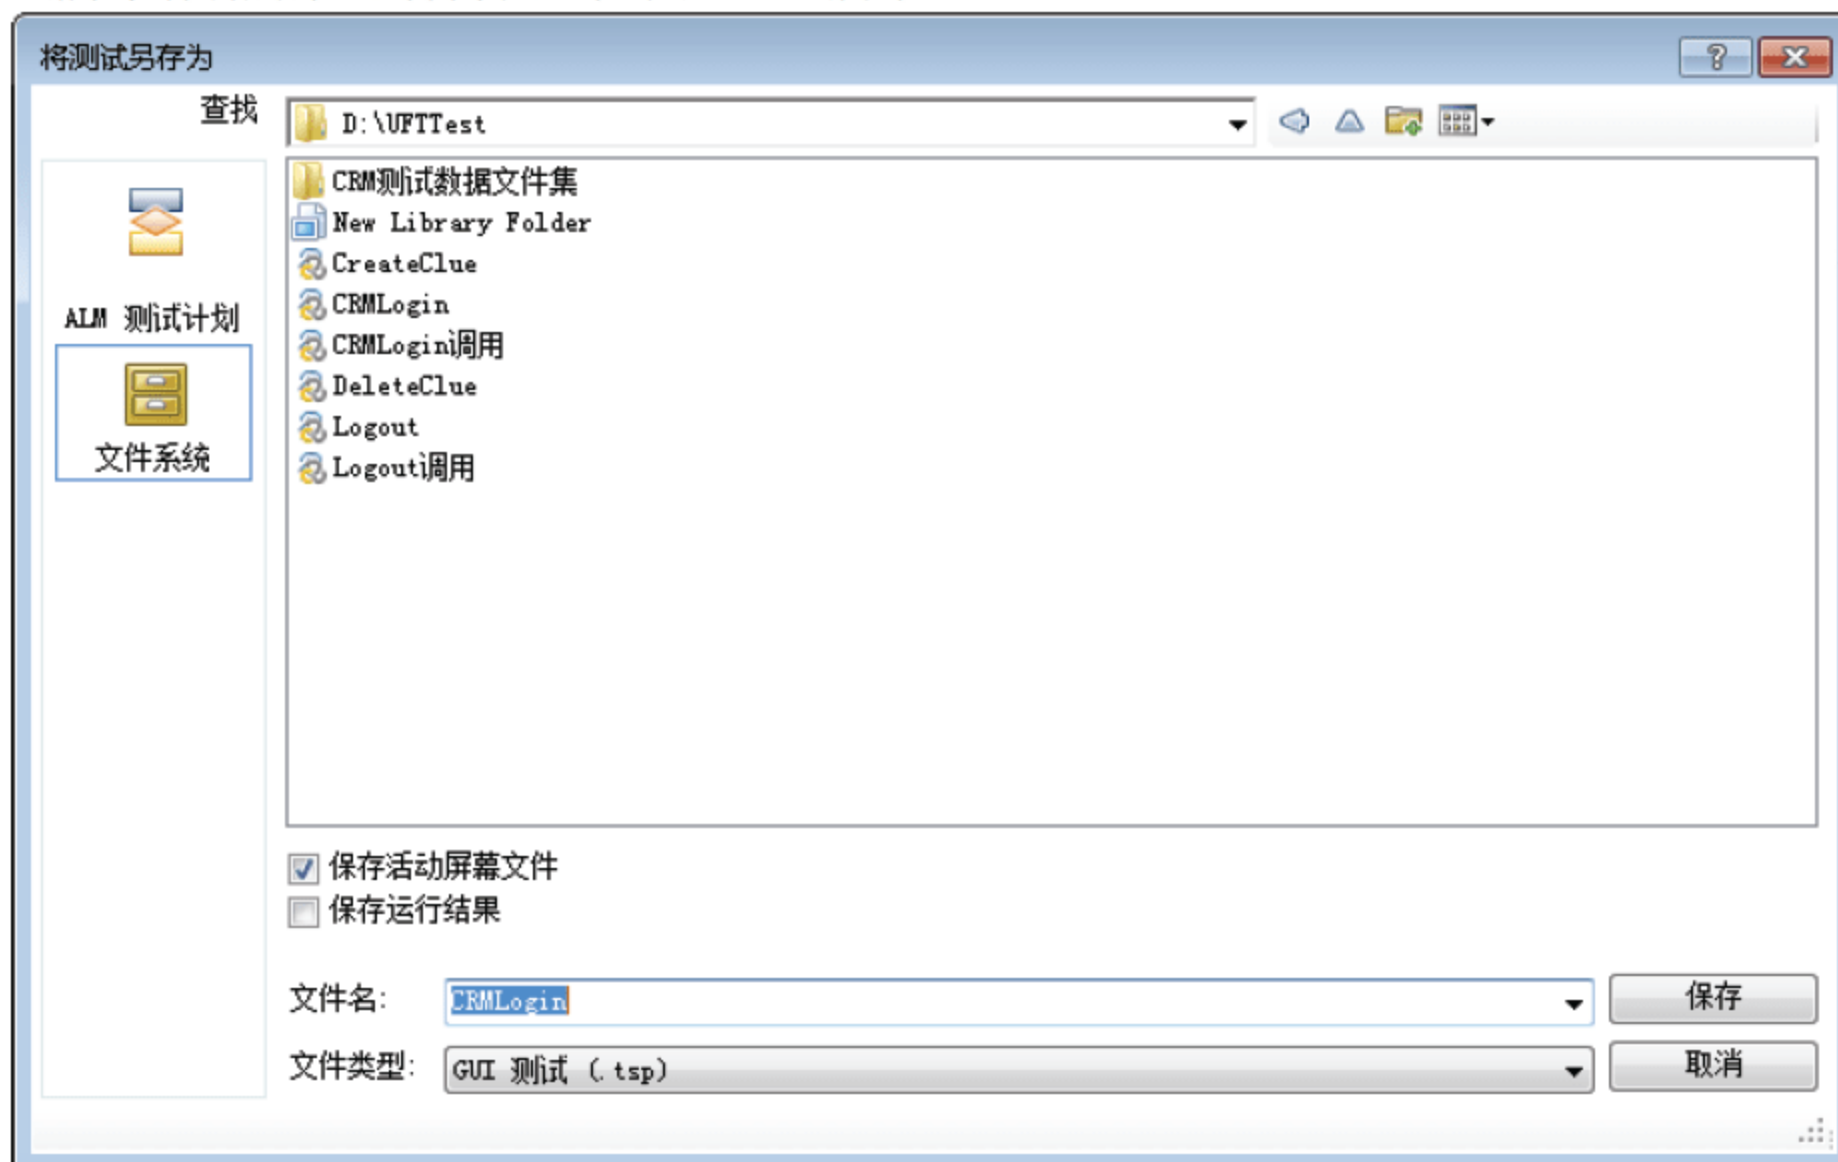 将测试另存为
查找
D:\UFTTest
CRM测试数据文件集
New Library Folder
CreateClue
CRMLogin
CRMLogin调用
DeleteClue
Logout
Logout调用
ALM 测试计划
文件系统
保存活动屏幕文件
保存运行结果
文件名:
CRMLogin
保存
文件类型:
GUI 测试 (.tsp)
取消